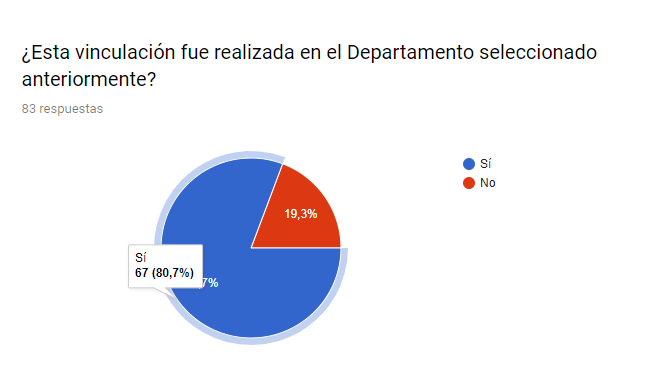 ¿Esta vinculación fue realizada en el Departamento seleccionado
anteriormente?
83 respuestas
Sí
No
19,3%
Sí
67 (80,7%)
7%